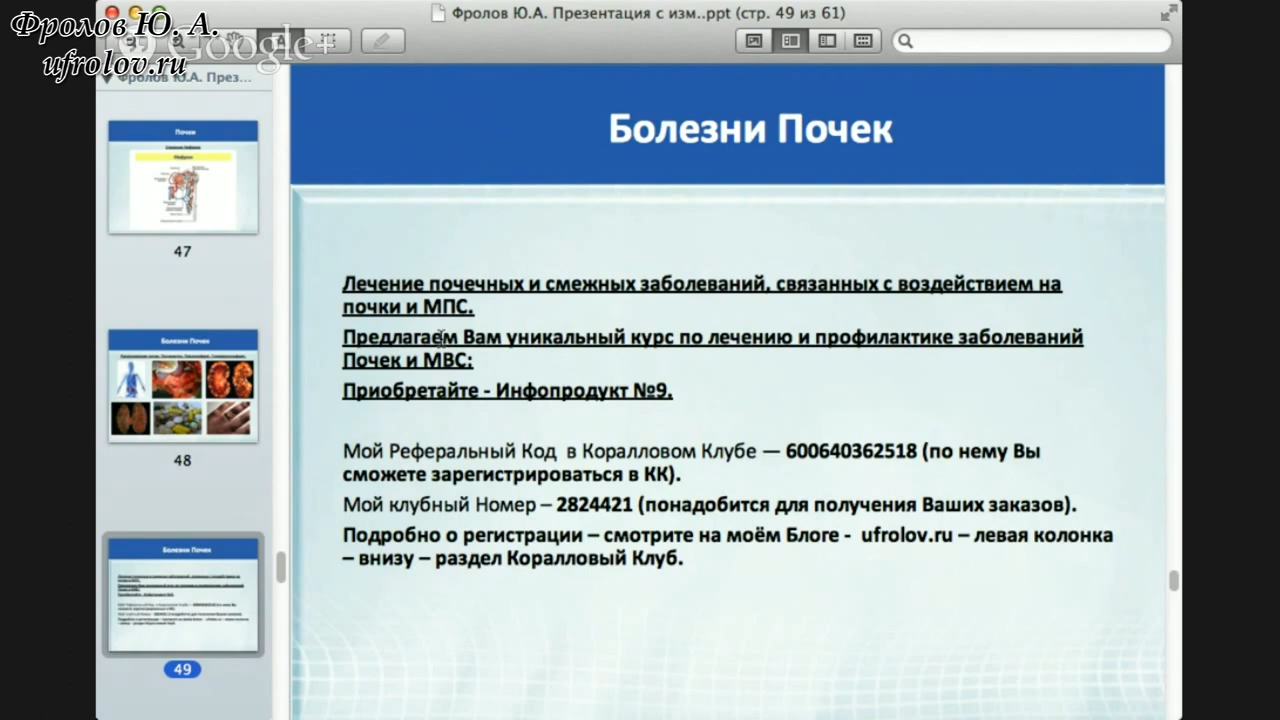 Фролов Ю. А.
ufrolov.ru
Google+
Фролов Ю.А. Презентация с изм..ppt (стр. 49 из 61)
Фролов Ю.А. През...
Почки
47
Болезни Почек
48
Болезни Почек
49
Болезни Почек
Лечение почечных и смежных заболеваний, связанных с воздействием на
почки и МПС.
Предлагаем Вам уникальный курс по лечению и профилактике заболеваний
Почек и МВС:
Приобретайте - Инфопродукт №9.
Мой Реферальный Код в Коралловом Клубе — 600640362518 (по нему Вы
сможете зарегистрироваться в КК).
Мой клубный Номер – 2824421 (понадобится для получения Ваших заказов).
Подробно о регистрации – смотрите на моём Блоге - ufrolov.ru – левая колонка
– внизу – раздел Коралловый Клуб.